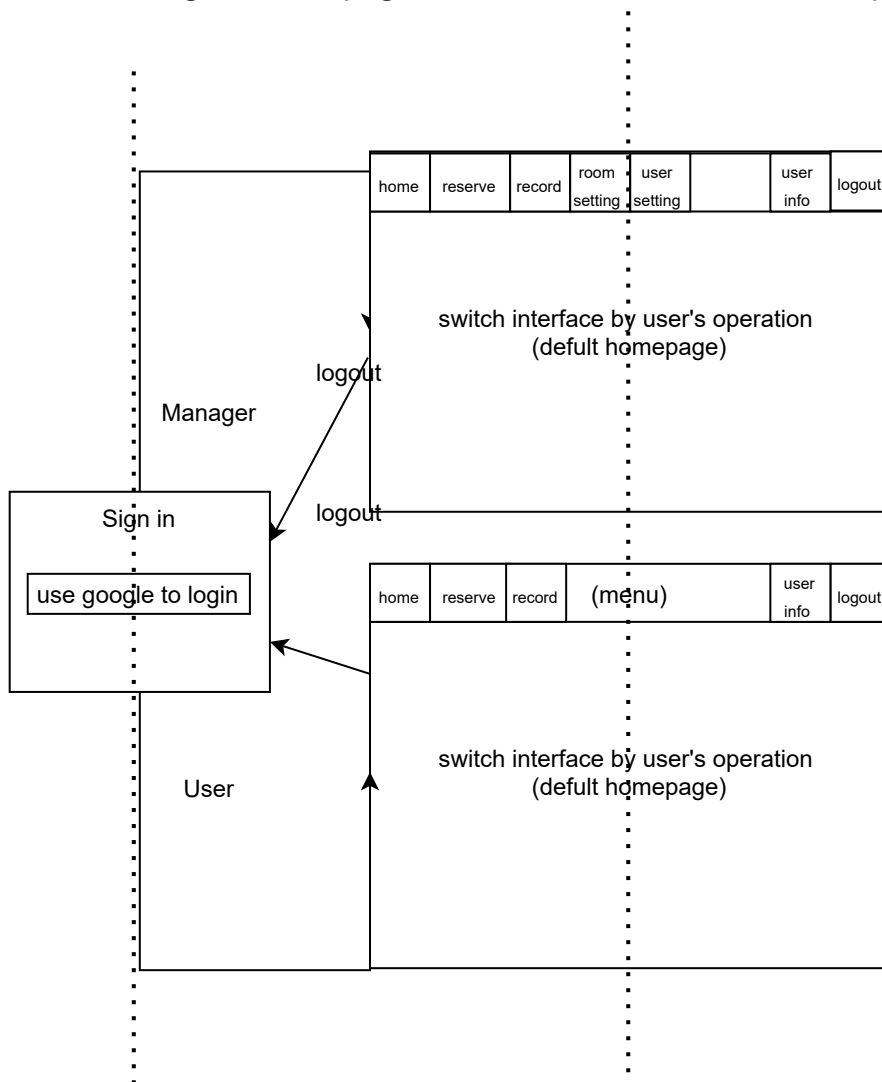 home
reserve
record
room
setting
user
setting
user
info
logout
switch interface by user's operation
(defult homepage)
logout
Manager
logout
Sign in
use google to login
home
reserve
record
(menu)
user
info
logout
switch interface by user's operation
(defult homepage)
User